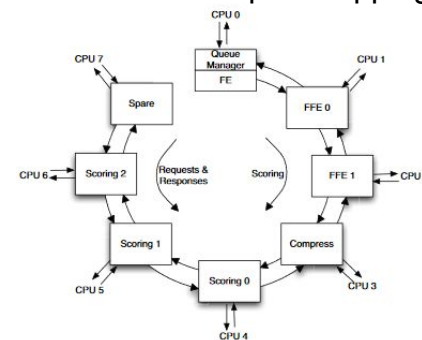 CPU 0
Queue
Manager
FE
CPU 7
CPU 1
Spare
FFE 0
Scoring 2
Requests &
Responses
Scoring
FFE 1
CPU
CPU 6
Scoring 1
Compress
CPU 5
Scoring 0
CPU 3
CPU 4